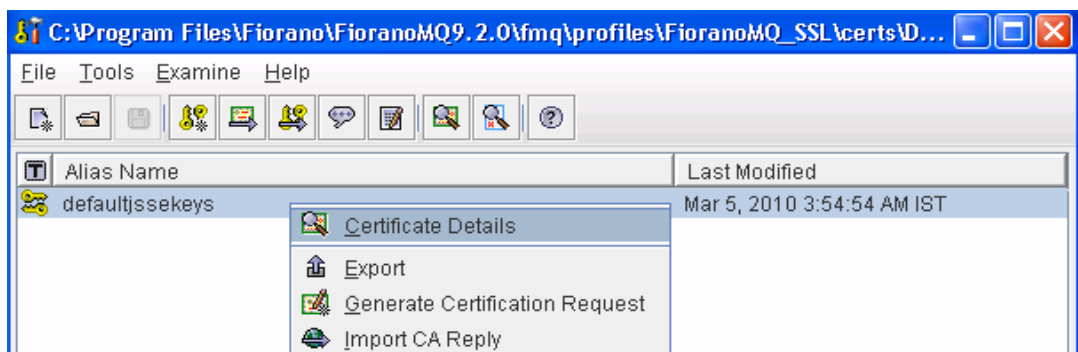 C:\Program Files\Fiorano\FioranoMQ9.2.0\fmq\profiles\FioranoMQ_SSL\certs\D...
File Tools Examine Help
T Alias Name Last Modified
defaultjssekeys Mar 5, 2010 3:54:54 AM IST
Certificate Details
Export
Generate Certification Request
Import CA Reply